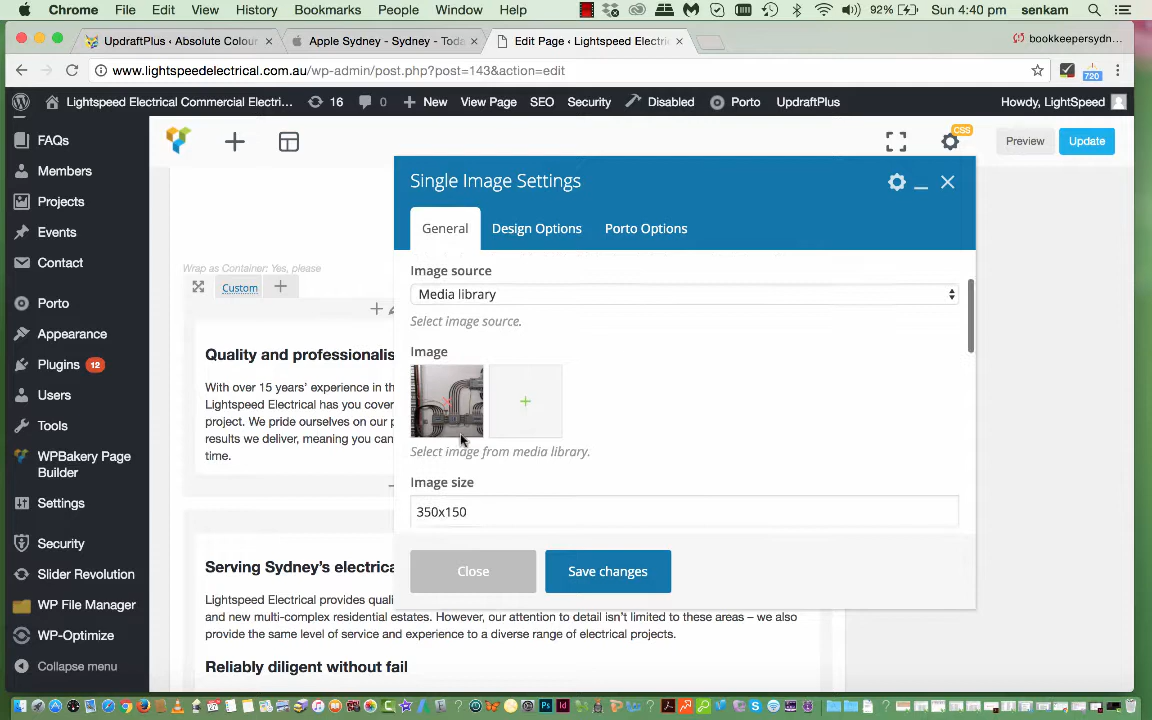 Chrome File Edit View History Bookmarks People Window Help 92% Sun 4:40 pm senkam
UpdraftPlus ‹ Absolute Colour
Apple Sydney - Sydney - Toda
Edit Page ‹ Lightspeed Electric
bookkeepersydn...
www.lightspeedelectrical.com.au/wp-admin/post.php?post=143&action=edit
720
Lightspeed Electrical Commercial Electri... 16 0 New View Page SEO Security Disabled Porto UpdraftPlus Howdy, LightSpeed
FAQs
Members
Projects
Events
Contact
Porto
Appearance
Plugins 12
Users
Tools
WPBakery Page
Builder
Settings
Security
Slider Revolution
WP File Manager
WP-Optimize
Collapse menu
CSS
Preview
Update
Wrap as Container: Yes, please
Custom
Quality and professionalis
With over 15 years' experience in th
Lightspeed Electrical has you cover
project. We pride ourselves on our p
results we deliver, meaning you can
time.
Serving Sydney's electrica
Lightspeed Electrical provides quali
and new multi-complex residential estates. However, our attention to detail isn't limited to these areas – we also
provide the same level of service and experience to a diverse range of electrical projects.
Reliably diligent without fail
Single Image Settings
General
Design Options
Porto Options
Image source
Media library
Select image source.
Image
Select image from media library.
Image size
350x150
Close
Save changes